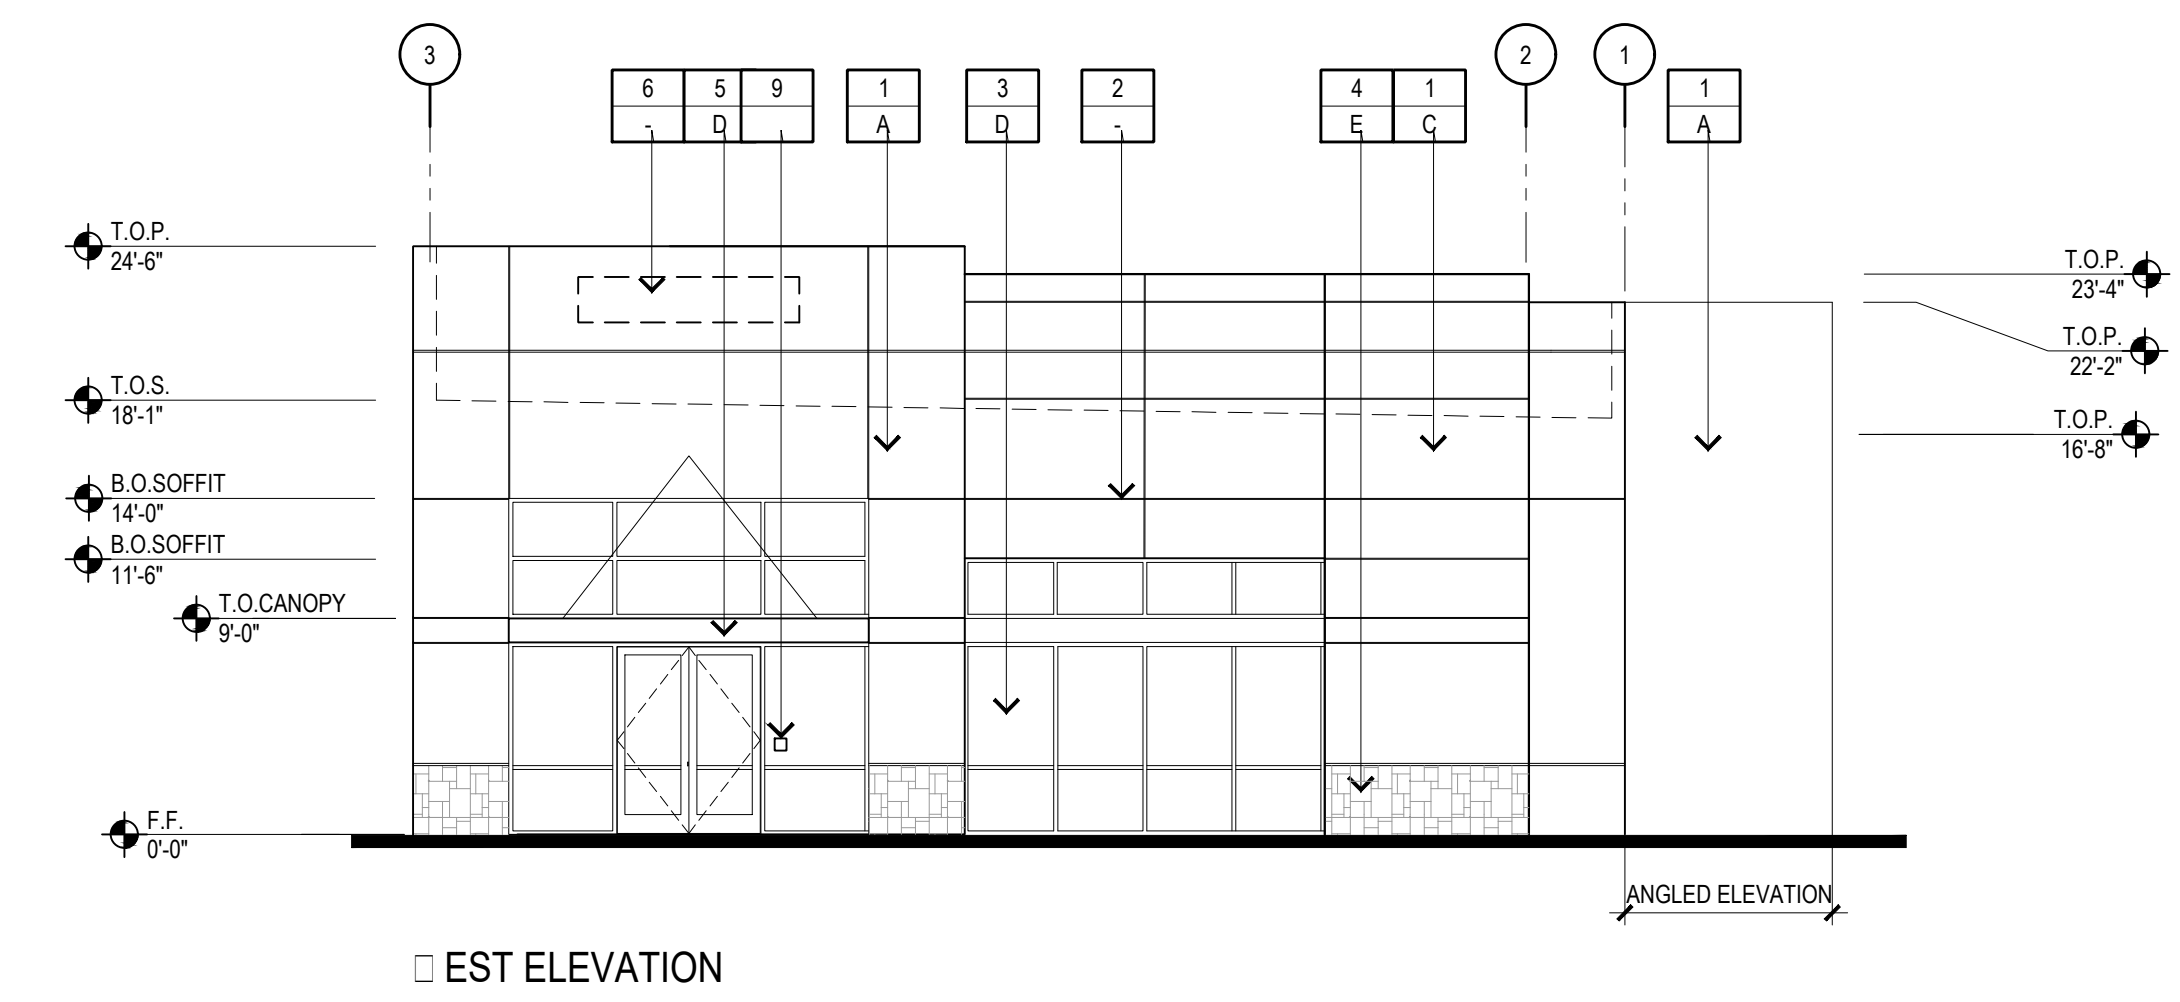 3
2
1
6
-
5
D
9
1
A
3
D
2
-
4
E
1
C
1
A
T.O.P.
24'-6"
T.O.S.
18'-1"
B.O.SOFFIT
14'-0"
B.O.SOFFIT
11'-6"
T.O.CANOPY
9'-0"
F.F.
0'-0"
T.O.P.
23'-4"
T.O.P.
22'-2"
T.O.P.
16'-8"
ANGLED ELEVATION
□ EST ELEVATION